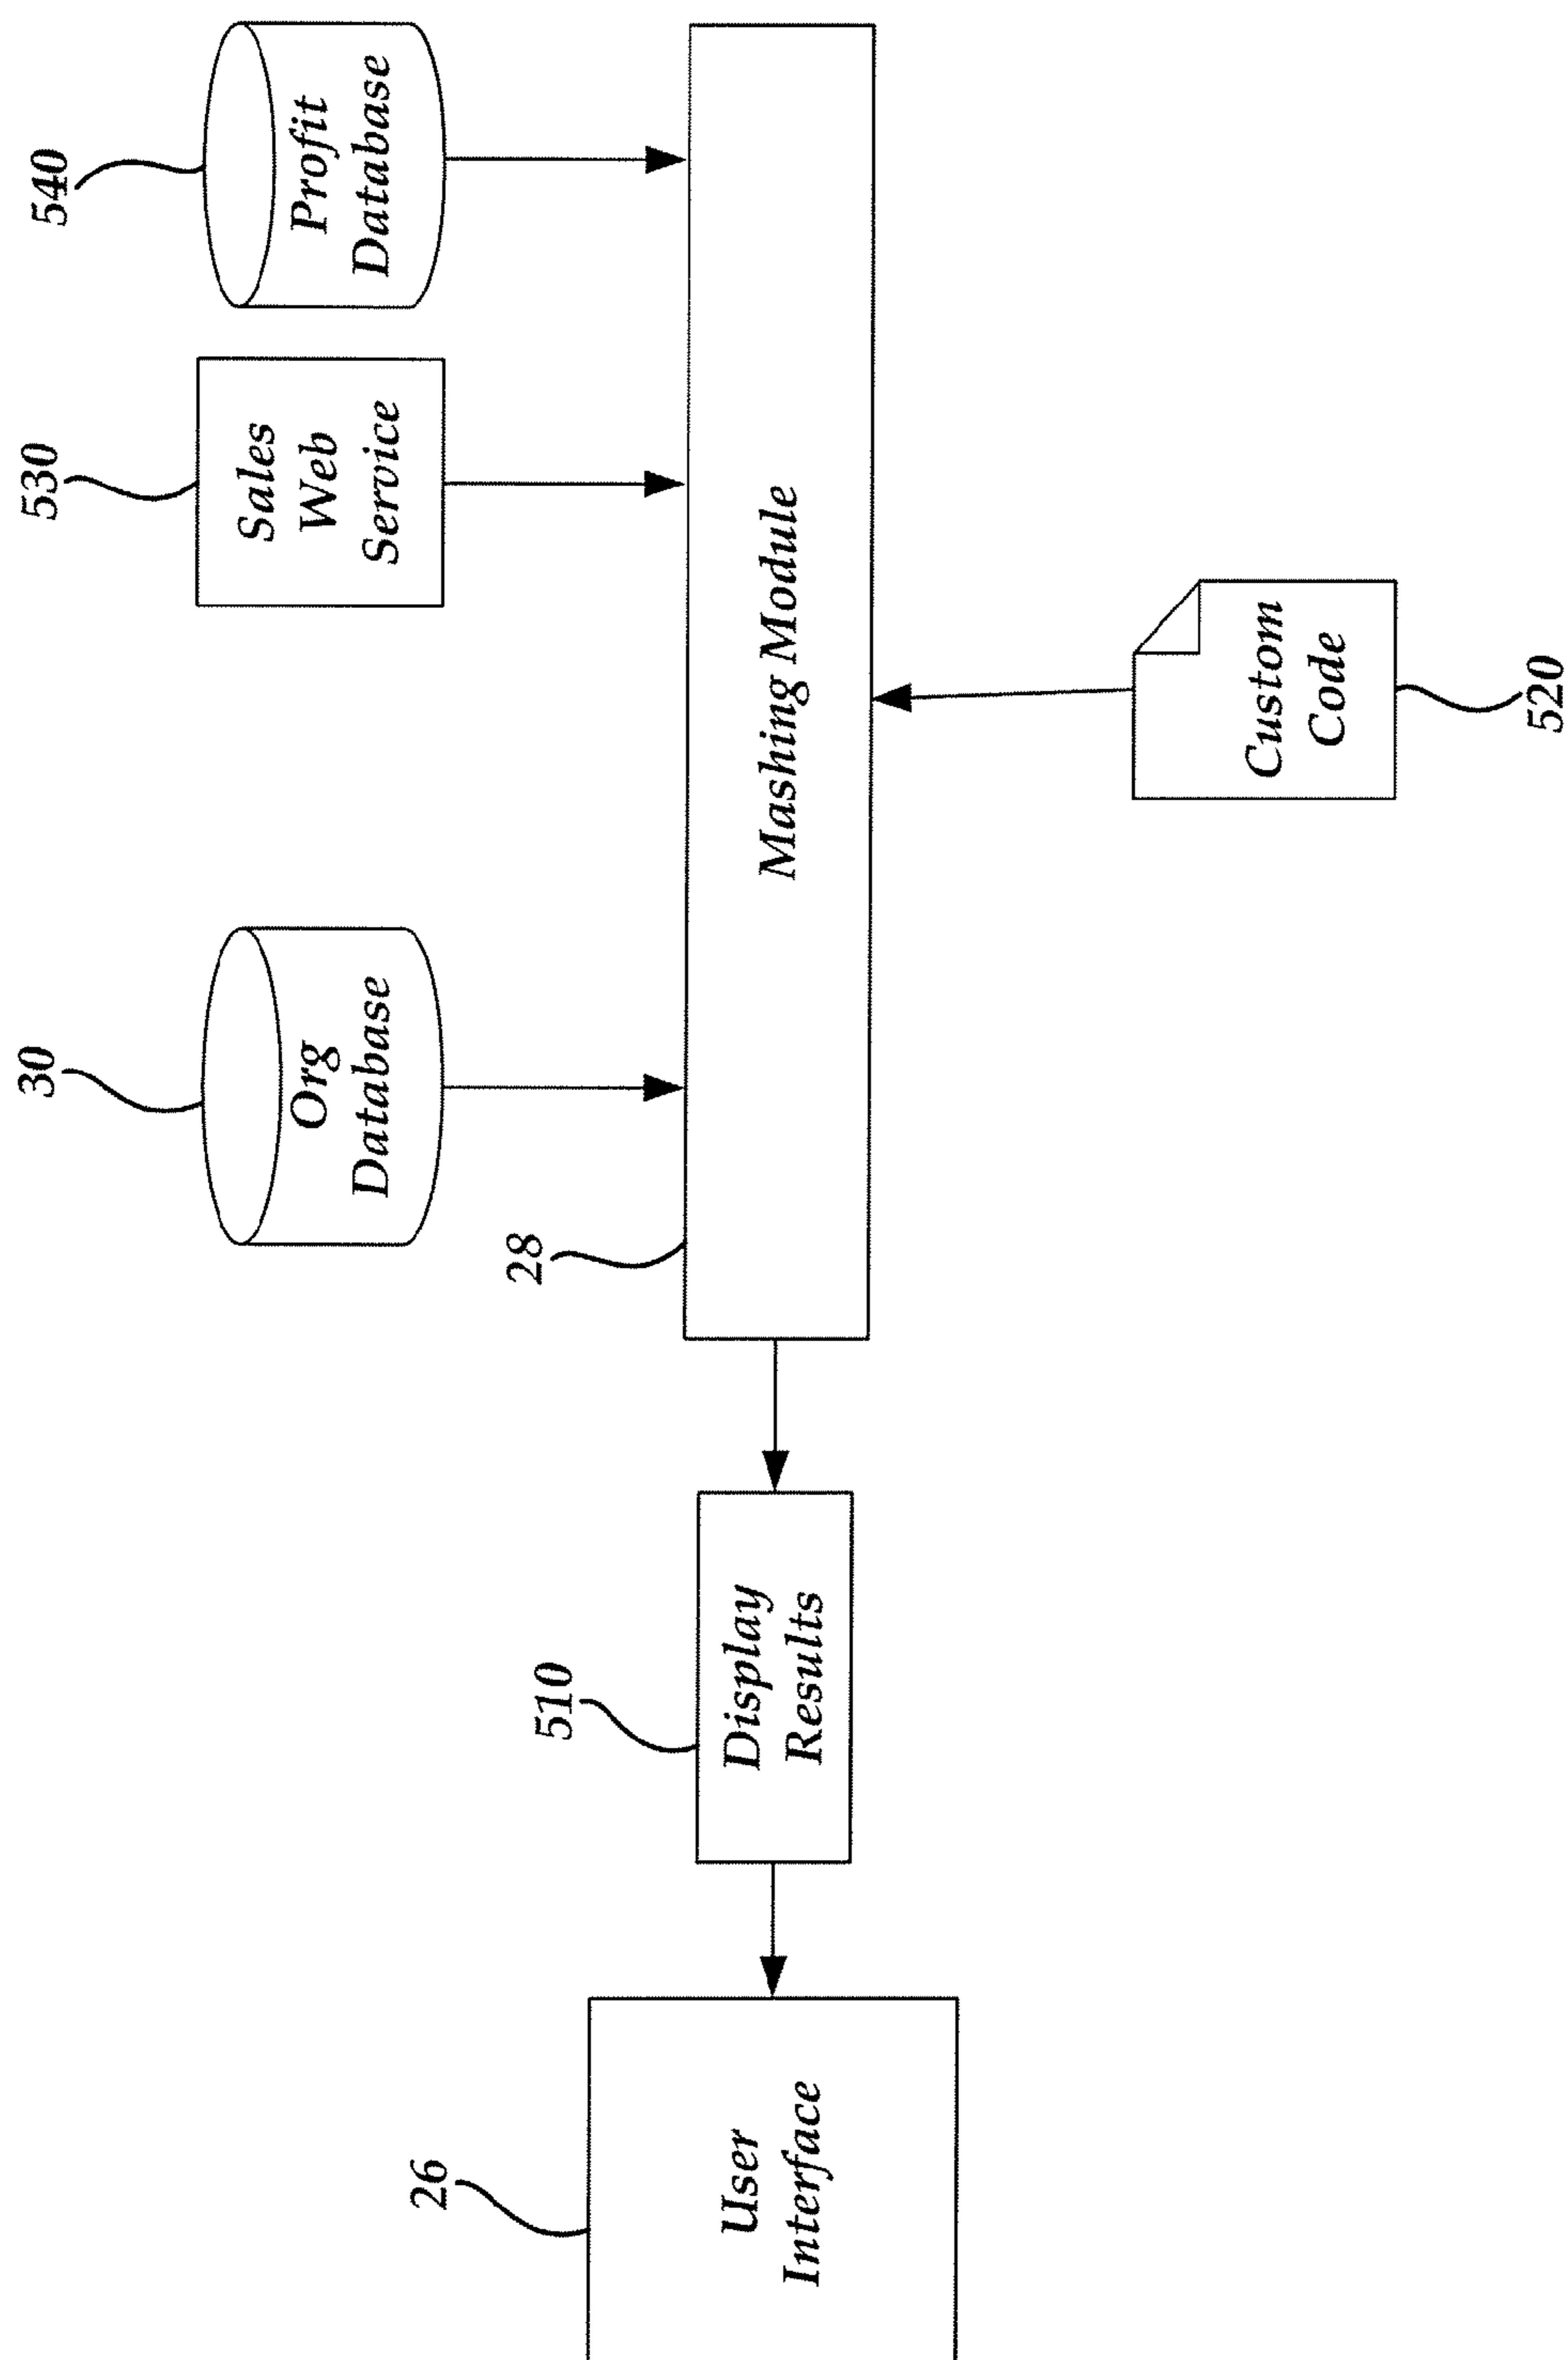 30
Org
Database
530
Sales
Web
Service
540
Profit
Database
26
User
Interface
510
Display
Results
28
Mashing Module
Custom
Code
520